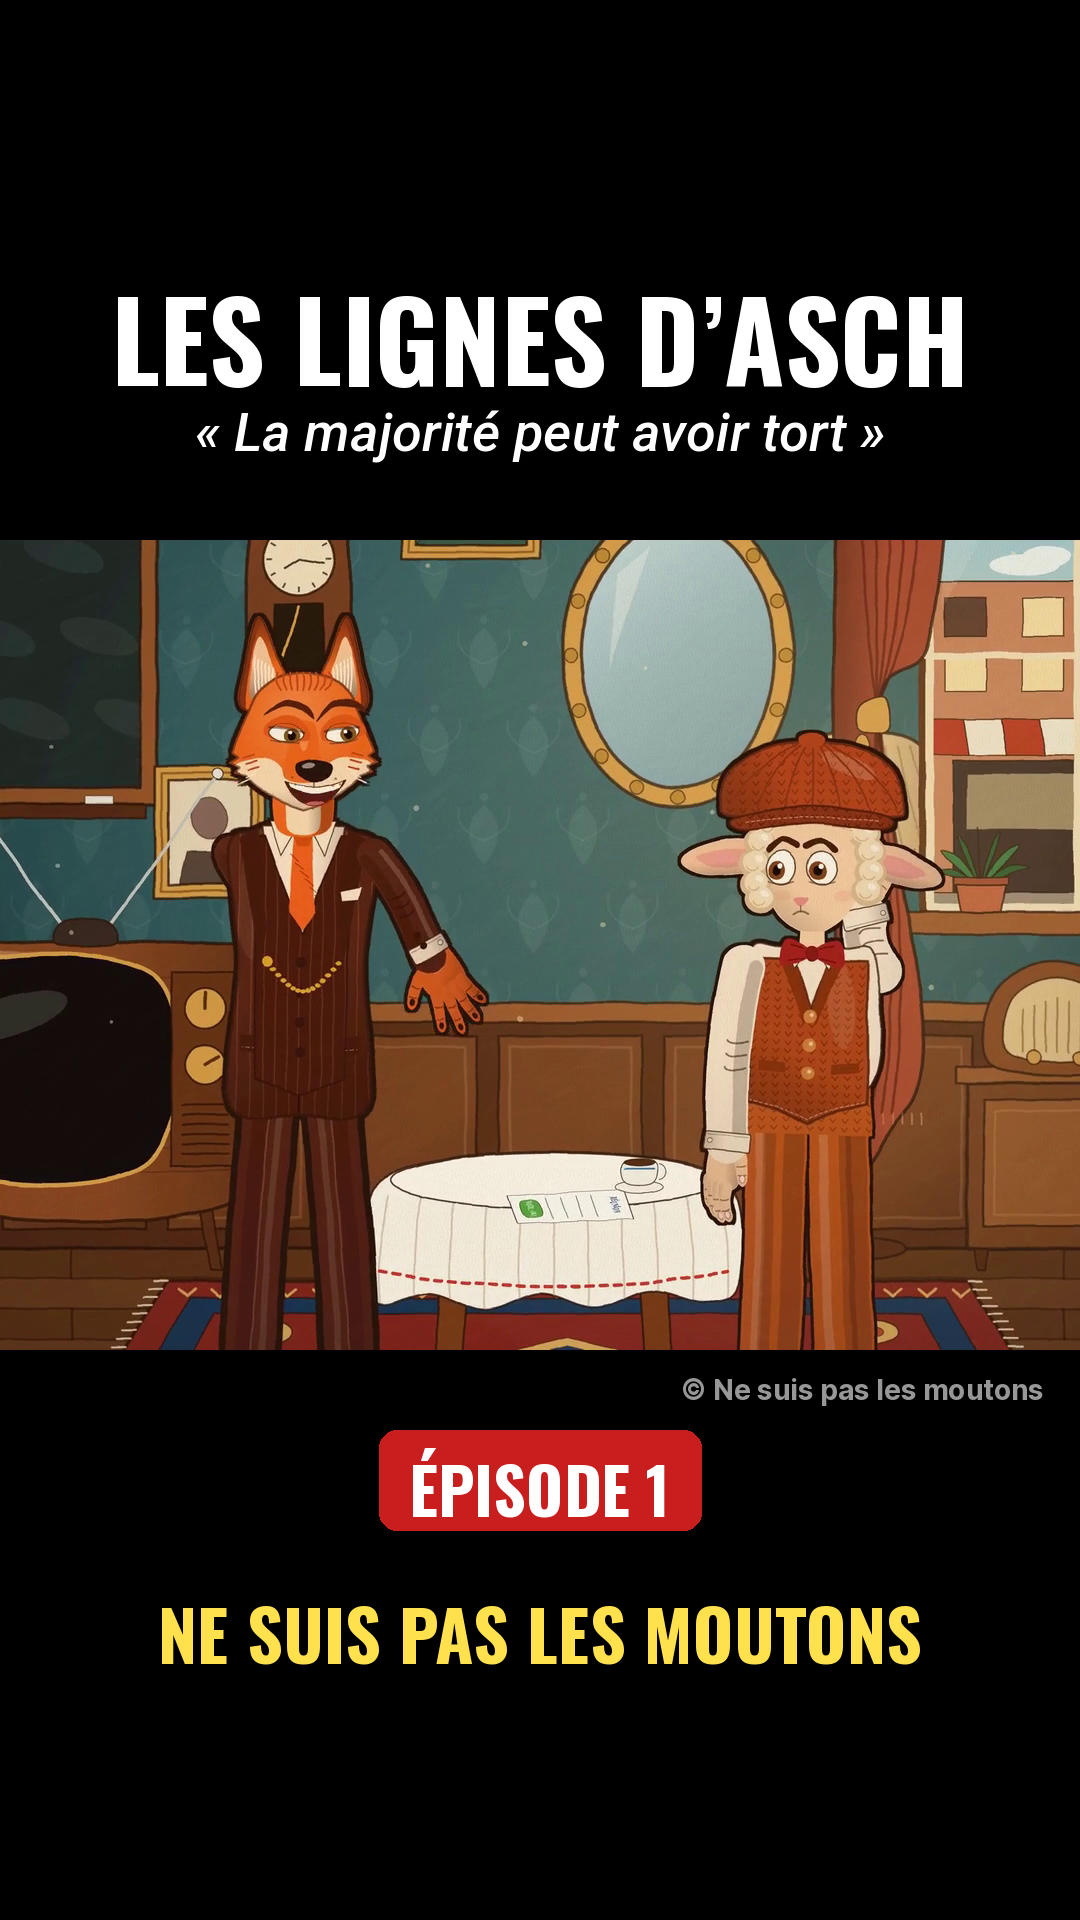 LES LIGNES D’ASCH
« La majorité peut avoir tort »
© Ne suis pas les moutons
ÉPISODE 1
NE SUIS PAS LES MOUTONS